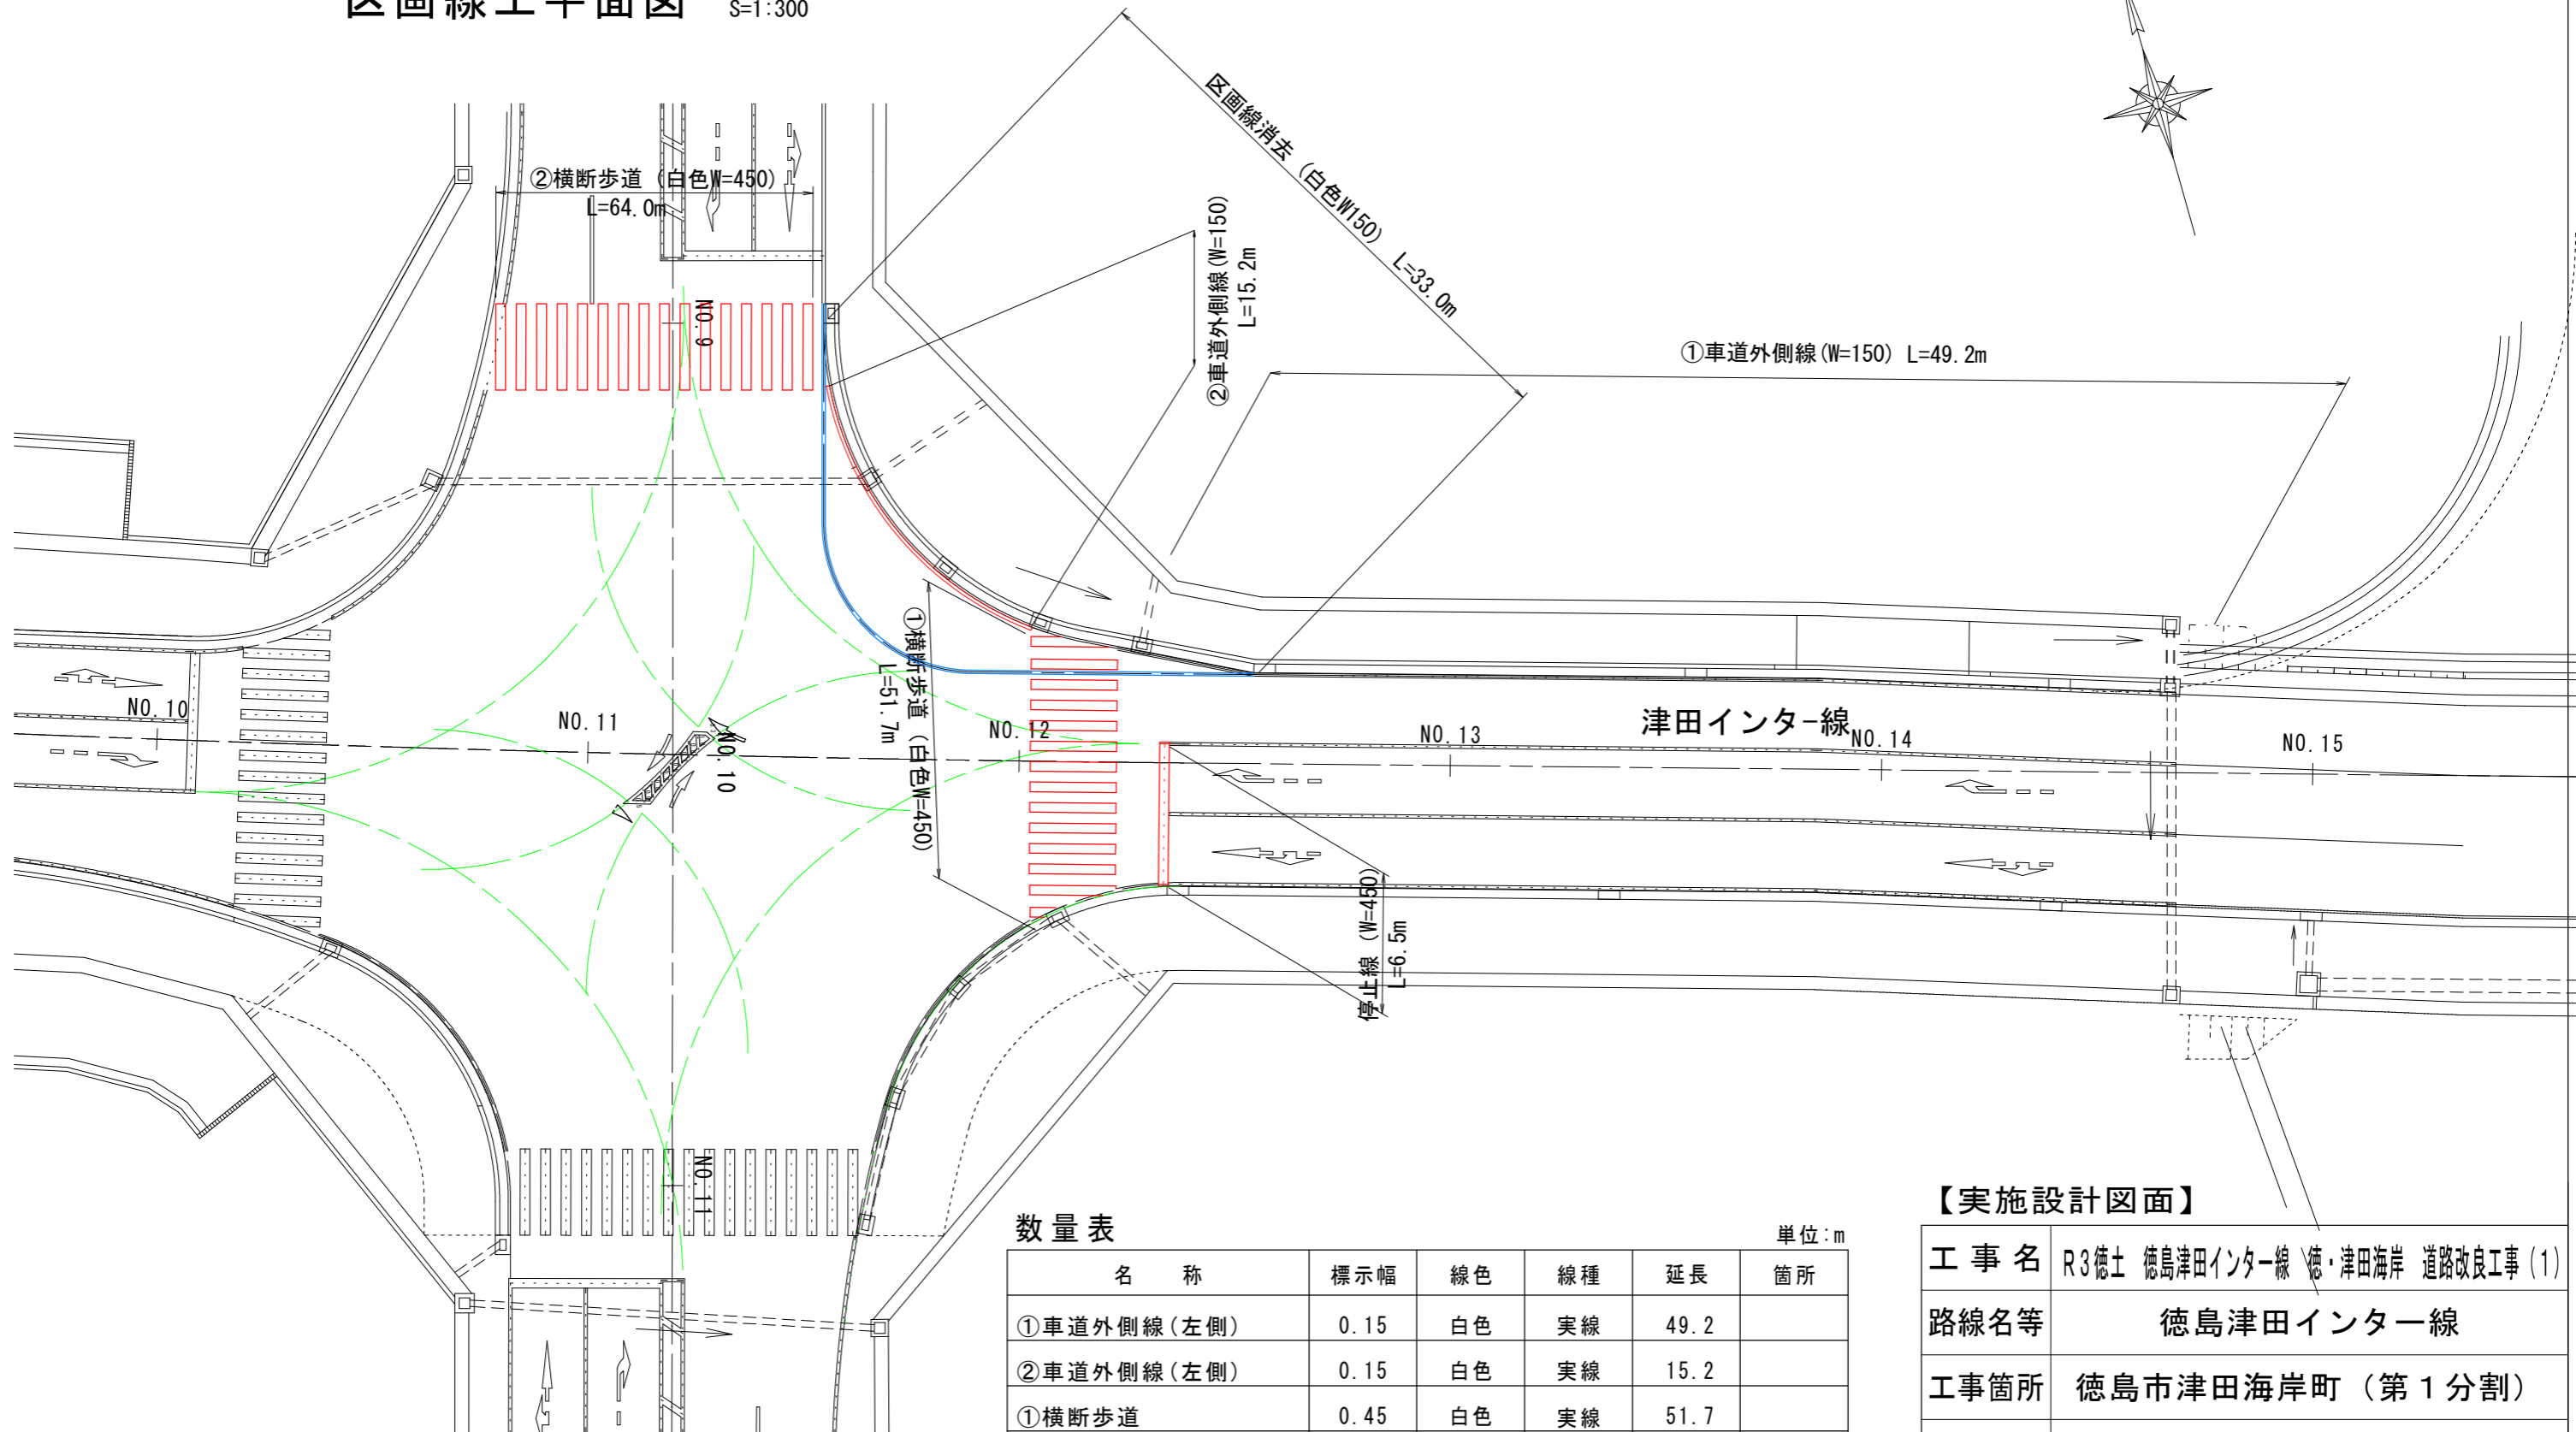 区画線工平面図 S=1:300
区画線消去（白色W150） L=33.0m
②横断歩道（白色W=450）
L=64.0m
②車道外側線(W=150)
L=15.2m
①車道外側線(W=150) L=49.2m
NO.9
①横断歩道（白色W=450）
L=51.7m
NO.10
NO.11
NO.10
NO.12
NO.13
津田インター線
NO.14
NO.15
停止線（W=450）
L=6.5m
NO.11
数量表
単位:m
名　称 標示幅 線色 線種 延長 箇所
①車道外側線(左側) 0.15 白色 実線 49.2
②車道外側線(左側) 0.15 白色 実線 15.2
①横断歩道 0.45 白色 実線 51.7
【実施設計図面】
工事名 R3徳土 徳島津田インター線 徳・津田海岸 道路改良工事(1)
路線名等 徳島津田インター線
工事箇所 徳島市津田海岸町（第1分割）